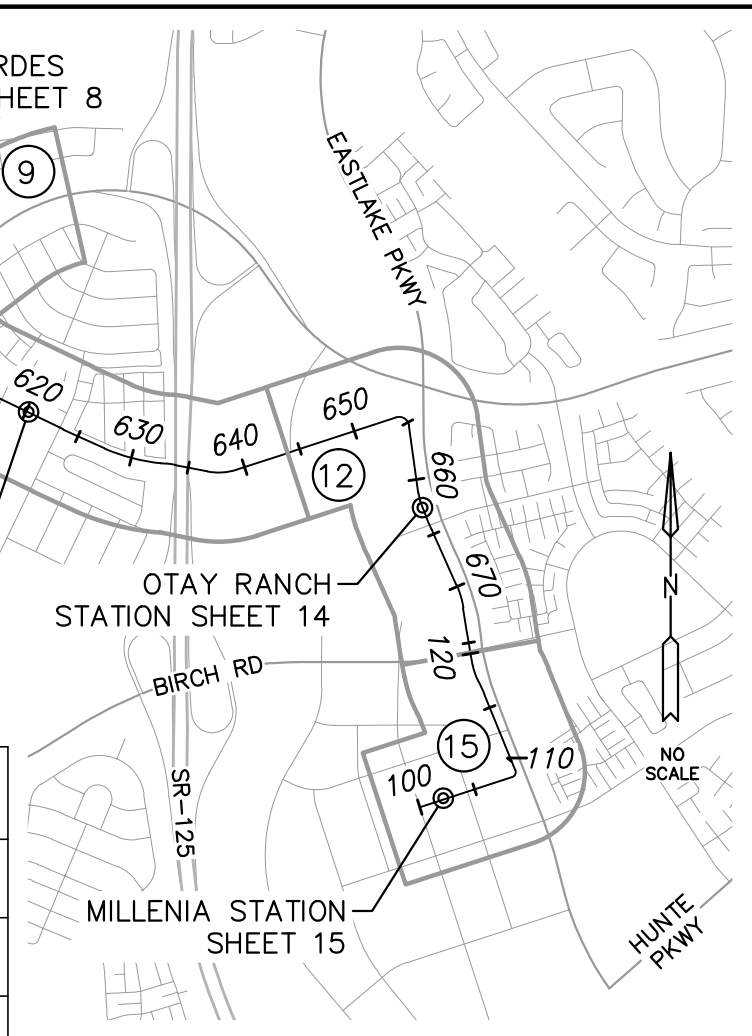 RDES
HEET 8
9
EASTLAKE PKWY
620
630
640
650
12
660
670
OTAY RANCH
STATION SHEET 14
N
120
BIRCH RD
15
110
NO
SCALE
100
SR-125
MILLENIA STATION
SHEET 15
HUNTE
PKWY